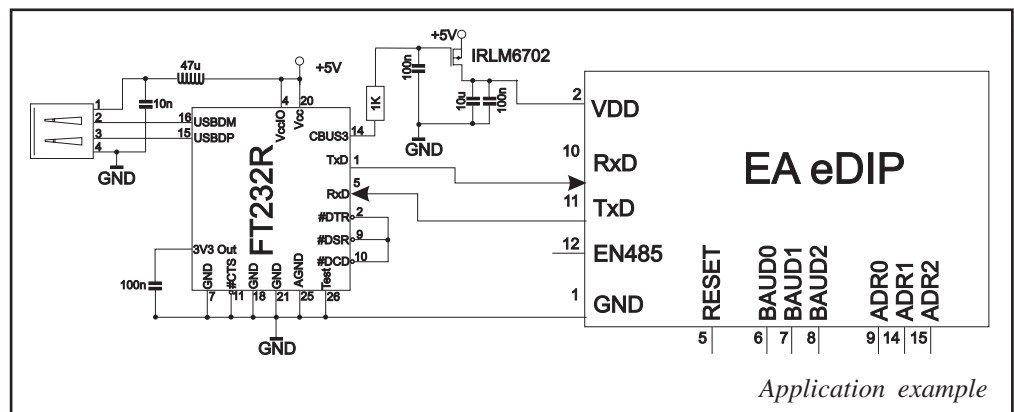 +5V
IRLM6702
47u
+5V
100n
1K
10u
100n
10n
1
2
3
4
GND
16 USBDM
15 USBDP
4
20
VccIO
Vcc
CBUS3
14
GND
2
VDD
TxD
1
10
RxD
EA eDIP
RxD
5
11
TxD
FT232R
#DTR
2
#DSR
9
#DCD
10
12
EN485
3V3 Out
100n
GND
#CTS
GND
GND
AGND
Test
7
11
18
21
25
26
GND
1
GND
RESET
BAUD0
BAUD1
BAUD2
ADR0
ADR1
ADR2
5
6
7
8
9
14
15
Application example